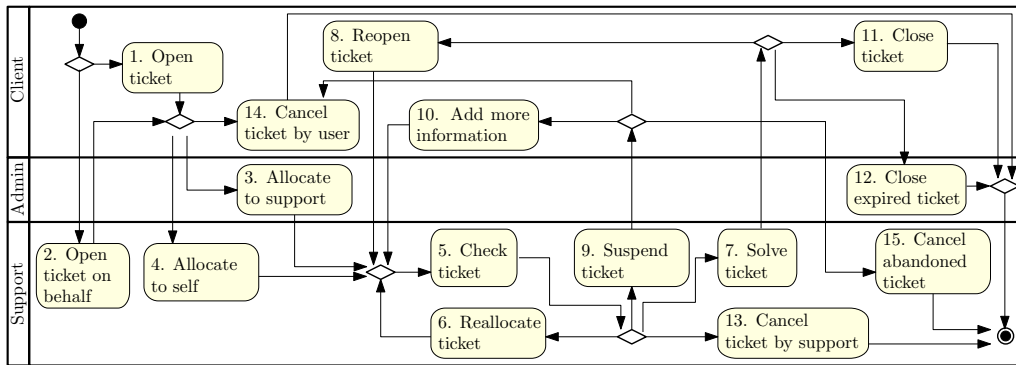 Client
8. Reopen
ticket
11. Close
ticket
1. Open
ticket
14. Cancel
ticket by user
10. Add more
information
Admin
3. Allocate
to support
12. Close
expired ticket
Support
2. Open
ticket on
behalf
4. Allocate
to self
5. Check
ticket
9. Suspend
ticket
7. Solve
ticket
15. Cancel
abandoned
ticket
6. Reallocate
ticket
13. Cancel
ticket by support